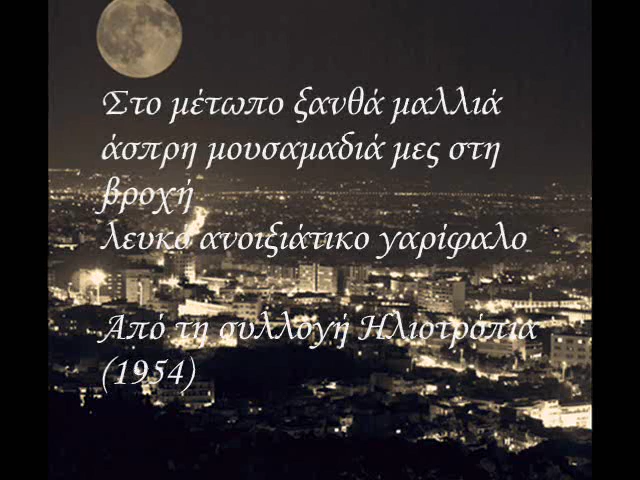 Στο μέτωπο ξανθά μαλλιά
άσπρη μουσαμαδιά μες στη
βροχή
λευκό ανοιξιάτικο γαρίφαλο
Από τη συλλογή Ηλιοτρόπια
(1954)